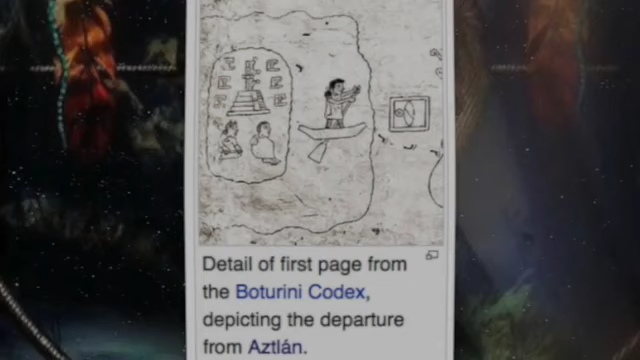 Detail of first page from
the Boturini Codex,
depicting the departure
from Aztlán.